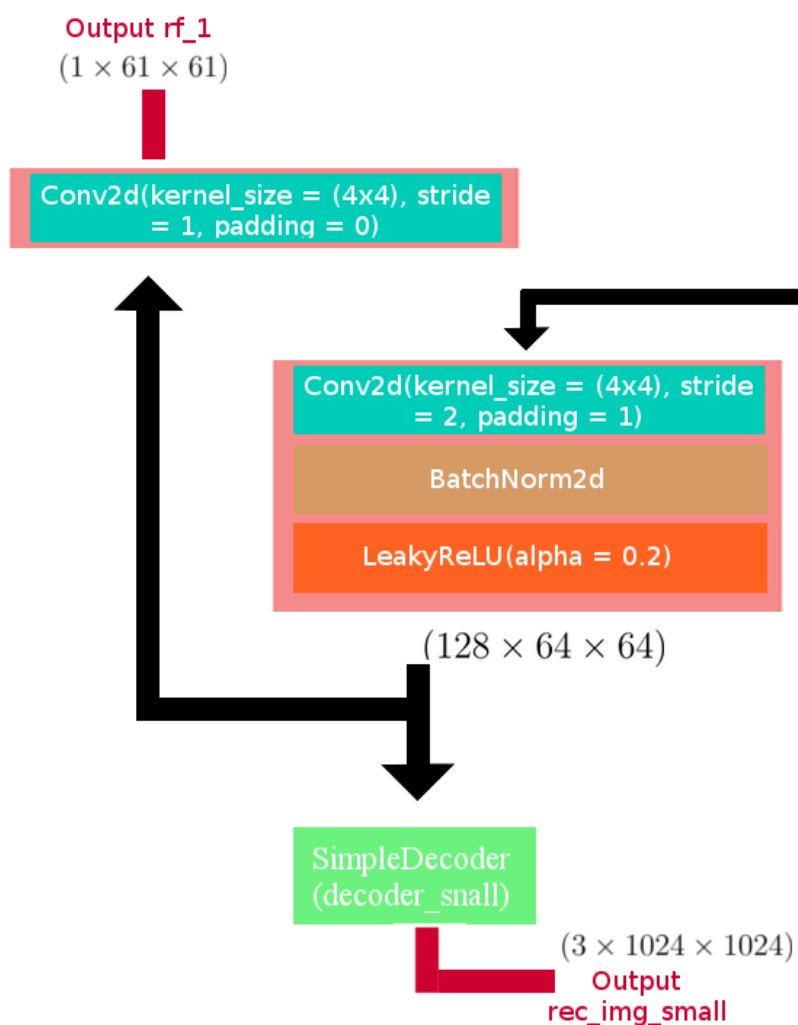 Output rf_1
(1 × 61 × 61)
Conv2d(kernel_size = (4x4), stride
= 1, padding = 0)
Conv2d(kernel_size = (4x4), stride
= 2, padding = 1)
BatchNorm2d
LeakyReLU(alpha = 0.2)
(128 × 64 × 64)
SimpleDecoder
(decoder_snall)
(3 × 1024 × 1024)
Output
rec_img_small